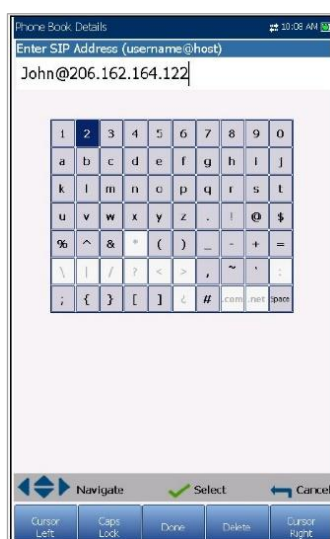 Phone Book Details 10:08 AM
Enter SIP Address (username@host)
John@206.162.164.122
1 2 3 4 5 6 7 8 9 0
a b c d e f g h i j
k l m n o p q r s t
u v w x y z . ! @ $
% ^ & * ( ) _ - + =
\ | / ? < > , ~ ` :
; { } [ ] ¿ # .com .net Space
Navigate Select Cancel
Cursor Left Caps Lock Done Delete Cursor Right